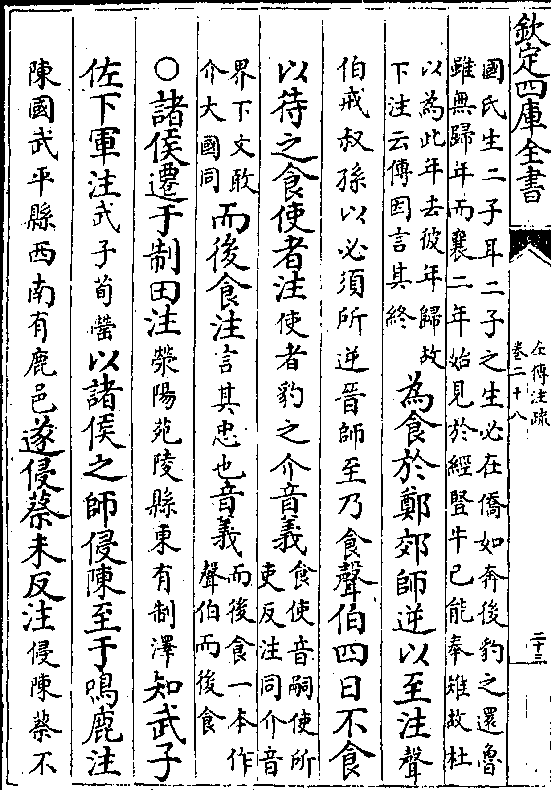 欽定四庫全書
左傳注疏
卷二十八
二十三
國氏生二子耳二子之生必在僑如奔後豹之還魯
雖無歸年而襄二年始見於經豎牛已能奉雉故杜
以為此年去彼年歸故
下注云傳因言其終
為食於鄭郊師逆以至注聲
伯戒叔孫以必須所逆晉師至乃食聲伯四日不食
以待之食使者注使者豹之介音義食使音嗣使所
吏反注同介音
界下文敢
介大國同
而後食注言其忠也音義而後食一本作
聲伯而後食
○諸侯遷于制田注滎陽苑陵縣東有制澤知武子
佐下軍注武子荀罃以諸侯之師侵陳至于鳴鹿注
陳國武平縣西南有鹿邑遂侵蔡未反注侵陳蔡不